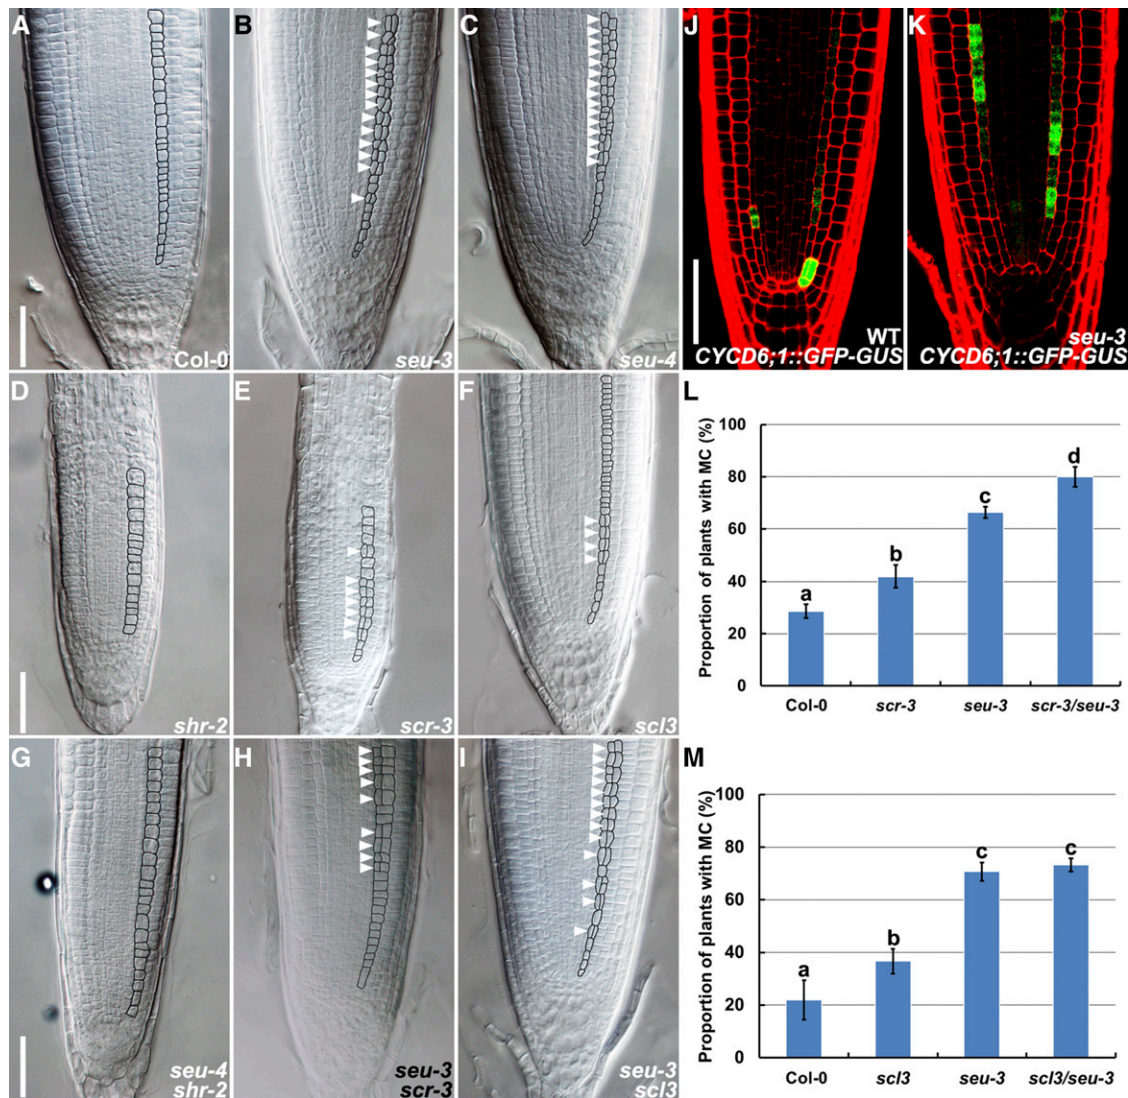 A
Col-0
B
seu-3
C
seu-4
J
WT
CYCD6;1::GFP-GUS
K
seu-3
CYCD6;1::GFP-GUS
D
shr-2
E
scr-3
F
scl3
L
Proportion of plants with MC (%)
100
80
60
40
20
0
a
b
c
d
Col-0
scr-3
seu-3
scr-3/seu-3
G
seu-4
shr-2
H
seu-3
scr-3
I
seu-3
scl3
M
Proportion of plants with MC (%)
100
80
60
40
20
0
a
b
c
c
Col-0
scl3
seu-3
scl3/seu-3